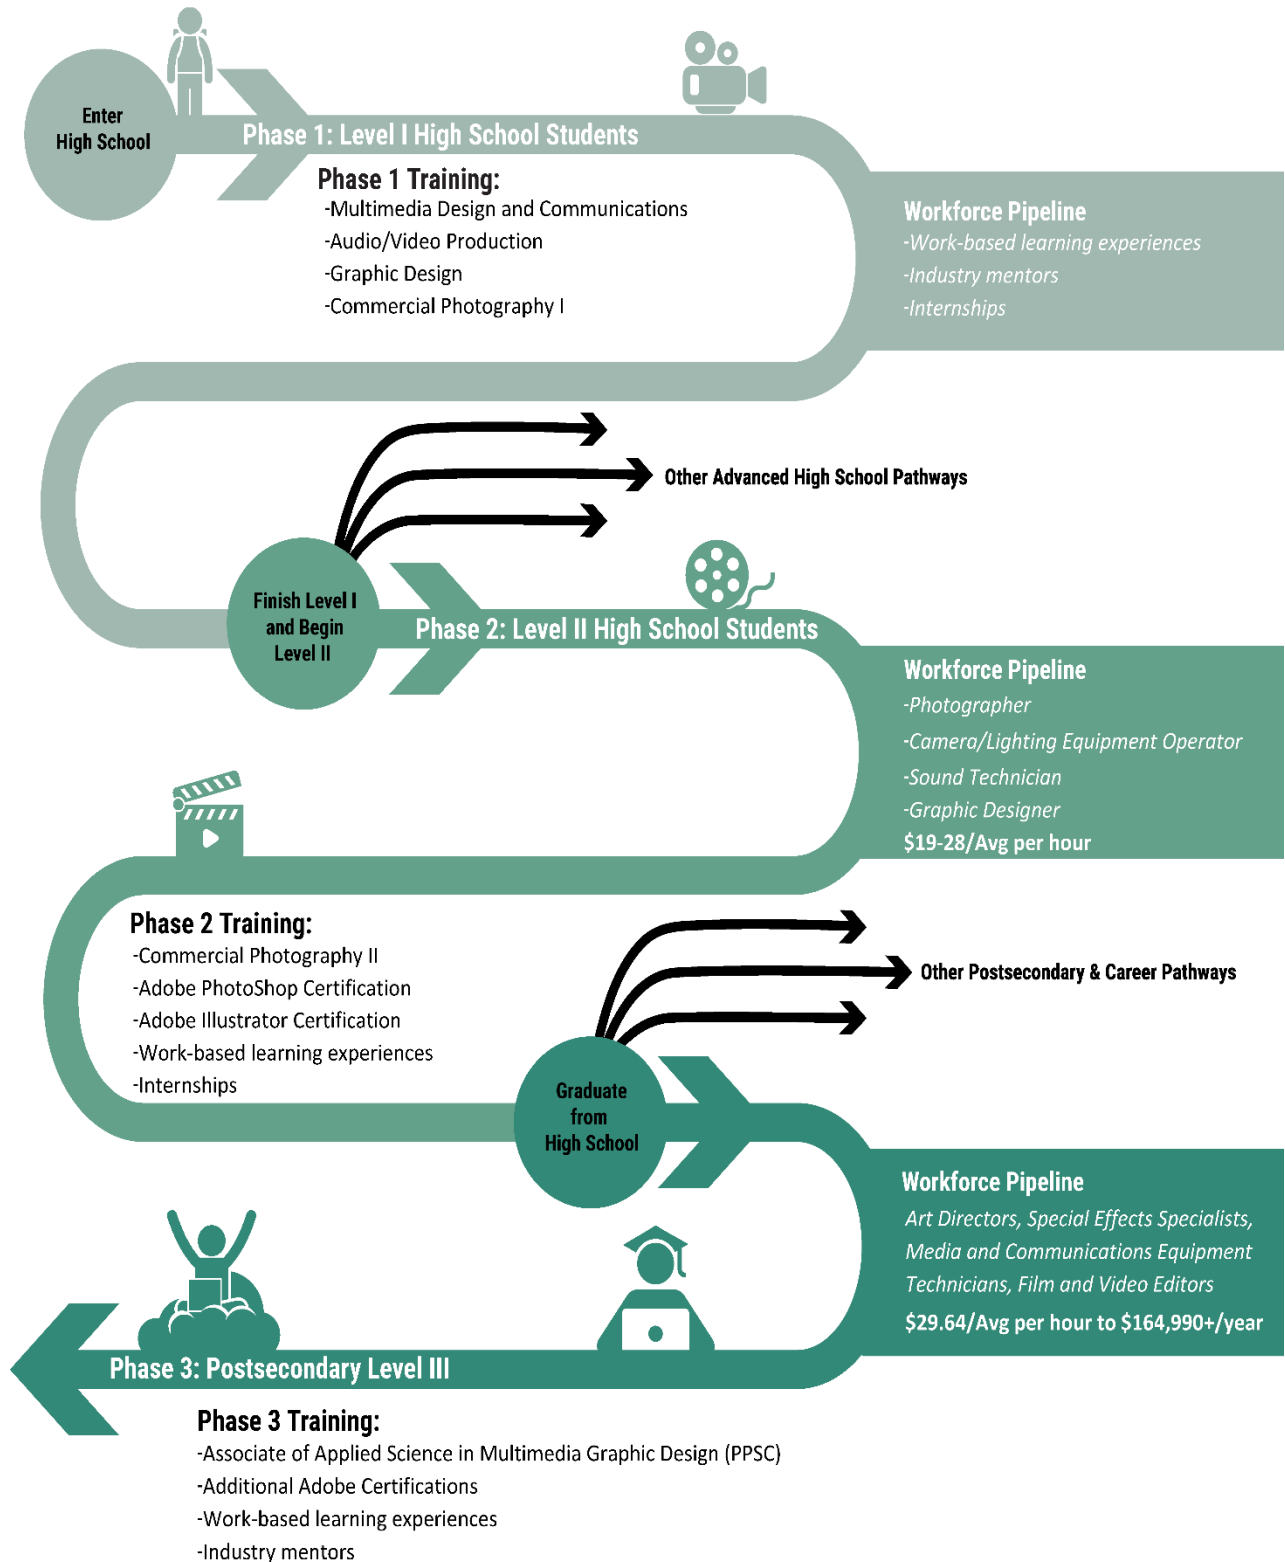 Enter
High School
Phase 1: Level I High School Students
Phase 1 Training:
-Multimedia Design and Communications
-Audio/Video Production
-Graphic Design
-Commercial Photography I
Workforce Pipeline
-Work-based learning experiences
-Industry mentors
-Internships
Other Advanced High School Pathways
Finish Level I
and Begin
Level II
Phase 2: Level II High School Students
Workforce Pipeline
-Photographer
-Camera/Lighting Equipment Operator
-Sound Technician
-Graphic Designer
$19-28/Avg per hour
Phase 2 Training:
-Commercial Photography II
-Adobe PhotoShop Certification
-Adobe Illustrator Certification
-Work-based learning experiences
-Internships
Other Postsecondary & Career Pathways
Graduate
from
High School
Workforce Pipeline
Art Directors, Special Effects Specialists,
Media and Communications Equipment
Technicians, Film and Video Editors
$29.64/Avg per hour to $164,990+/year
Phase 3: Postsecondary Level III
Phase 3 Training:
-Associate of Applied Science in Multimedia Graphic Design (PPSC)
-Additional Adobe Certifications
-Work-based learning experiences
-Industry mentors